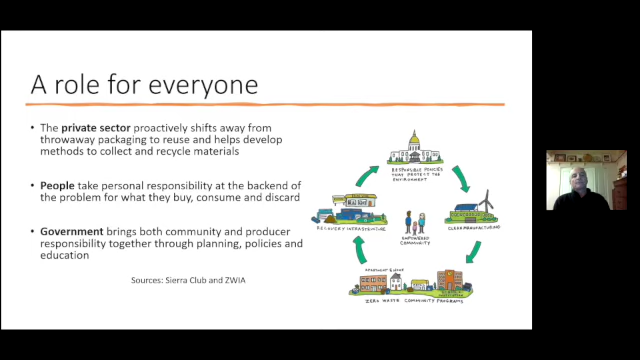 A role for everyone
• The private sector proactively shifts away from
throwaway packaging to reuse and helps develop
methods to collect and recycle materials
• People take personal responsibility at the backend of
the problem for what they buy, consume and discard
• Government brings both community and producer
responsibility together through planning, policies and
education
Sources: Sierra Club and ZWIA
RESPONSIBLE POLICIES
THAT PROTECT THE
ENVIRONMENT
RECOVERY INFRASTRUCTURE
EMPOWERED
COMMUNITY
CLEAN MANUFACTURING
ZERO WASTE COMMUNITY PROGRAMS